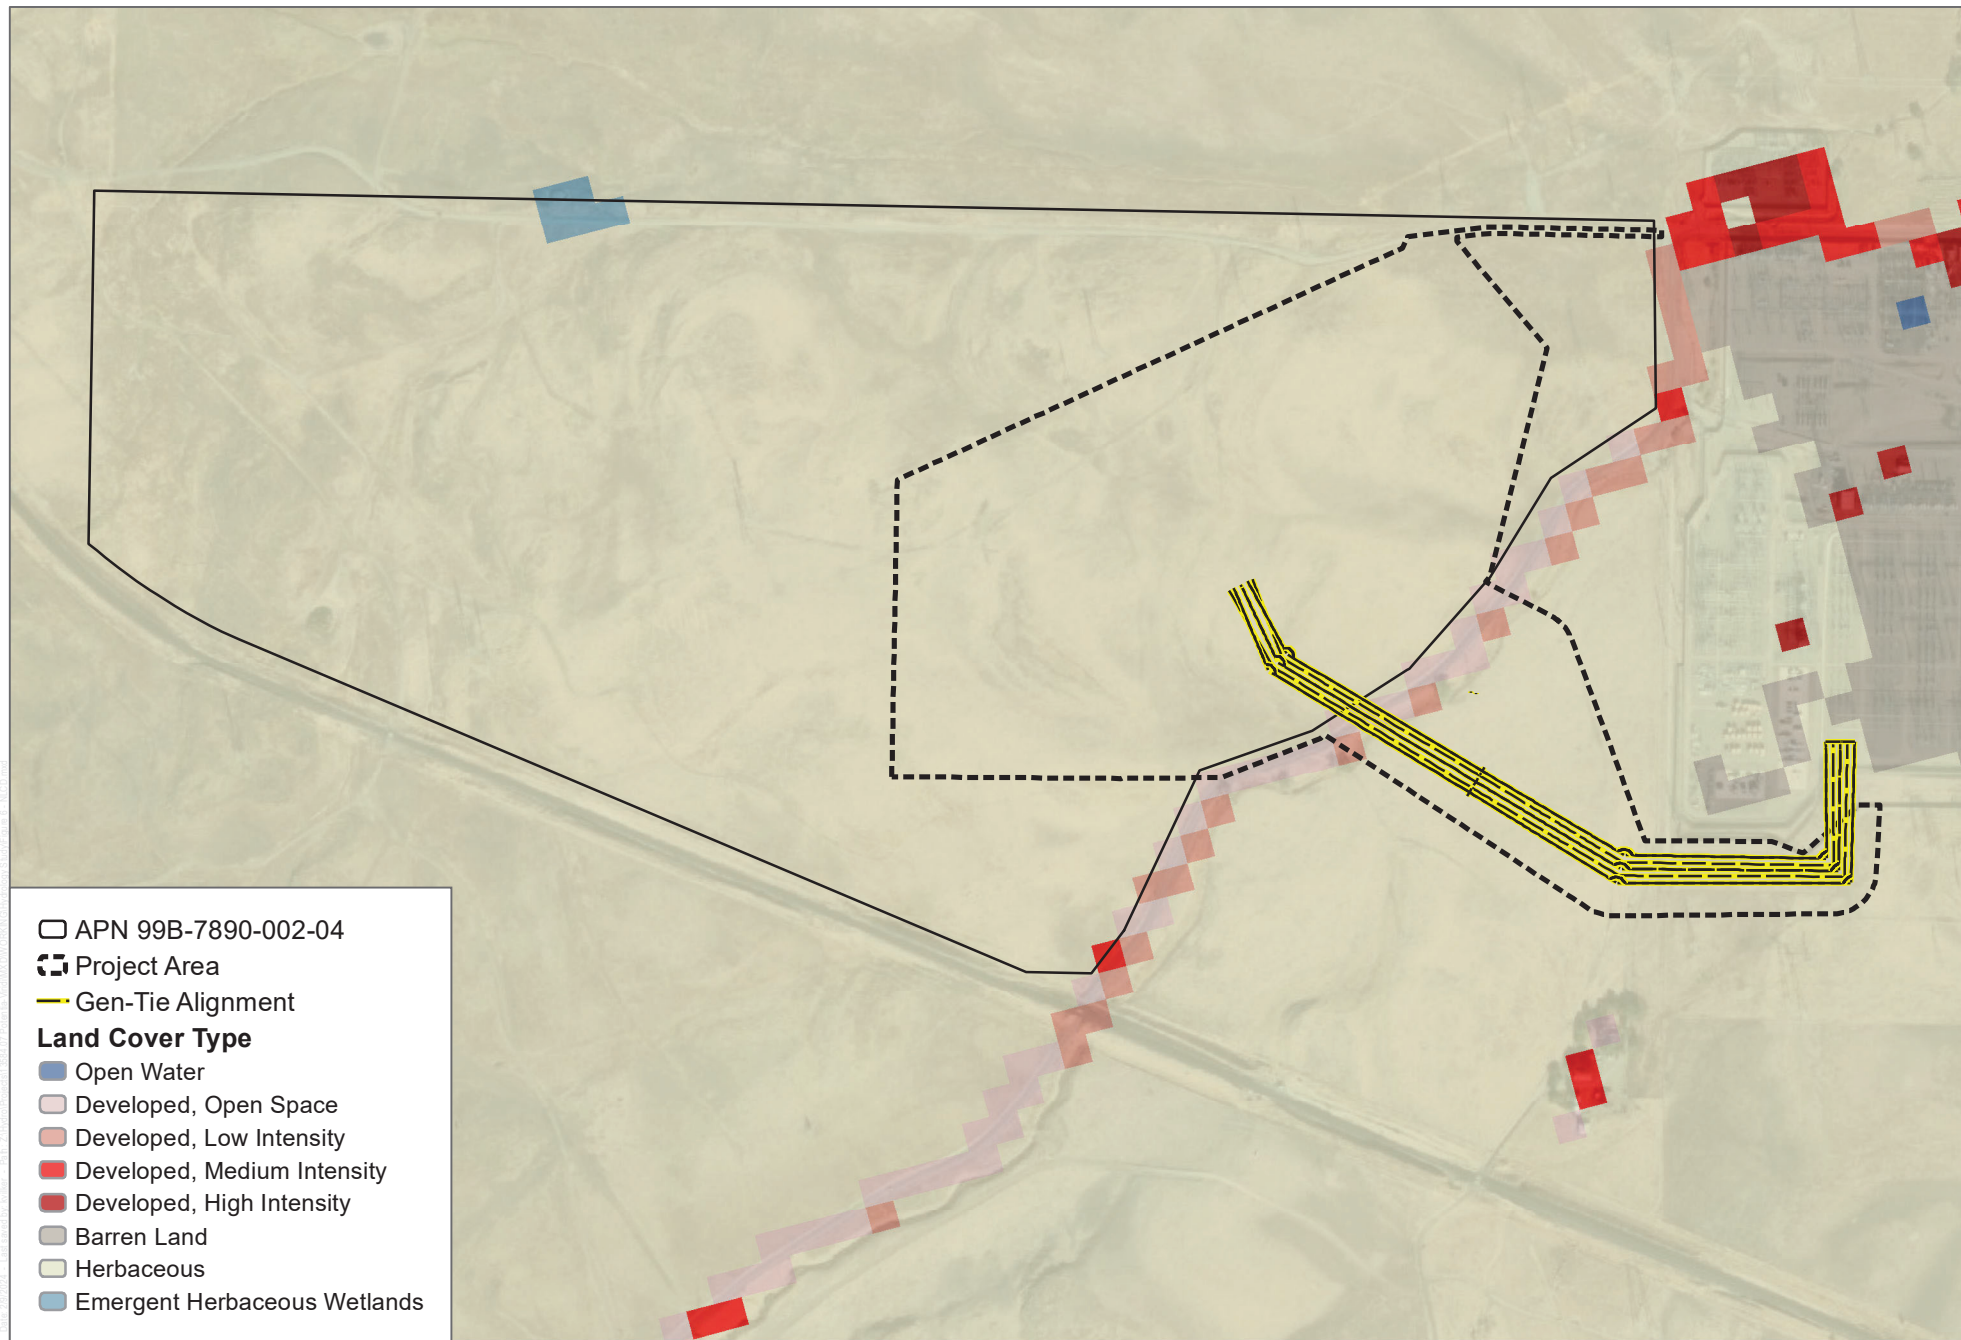 APN 99B-7890-002-04
Project Area
Gen-Tie Alignment
Land Cover Type
Open Water
Developed, Open Space
Developed, Low Intensity
Developed, Medium Intensity
Developed, High Intensity
Barren Land
Herbaceous
Emergent Herbaceous Wetlands